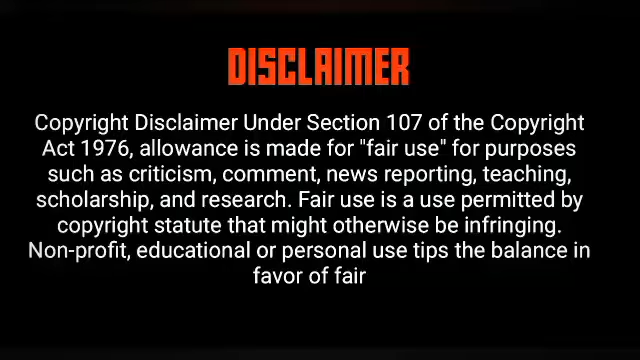 DISCLAIMER
Copyright Disclaimer Under Section 107 of the Copyright
Act 1976, allowance is made for "fair use" for purposes
such as criticism, comment, news reporting, teaching,
scholarship, and research. Fair use is a use permitted by
copyright statute that might otherwise be infringing.
Non-profit, educational or personal use tips the balance in
favor of fair